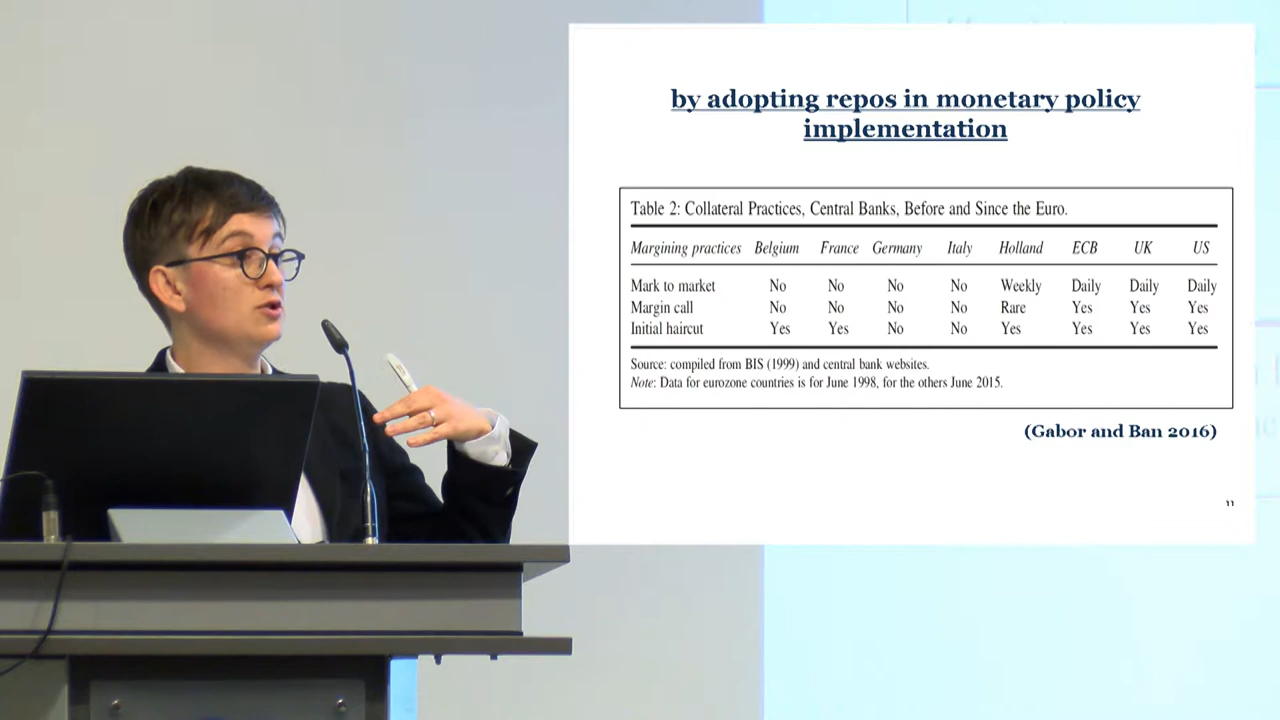 by adopting repos in monetary policy
implementation
Table 2: Collateral Practices, Central Banks, Before and Since the Euro.
Margining practices Belgium France Germany Italy Holland ECB UK US
Mark to market No No No No Weekly Daily Daily Daily
Margin call No No No No Rare Yes Yes Yes
Initial haircut Yes Yes No No Yes Yes Yes Yes
Source: compiled from BIS (1999) and central bank websites.
Note: Data for eurozone countries is for June 1998, for the others June 2015.
(Gabor and Ban 2016)
11